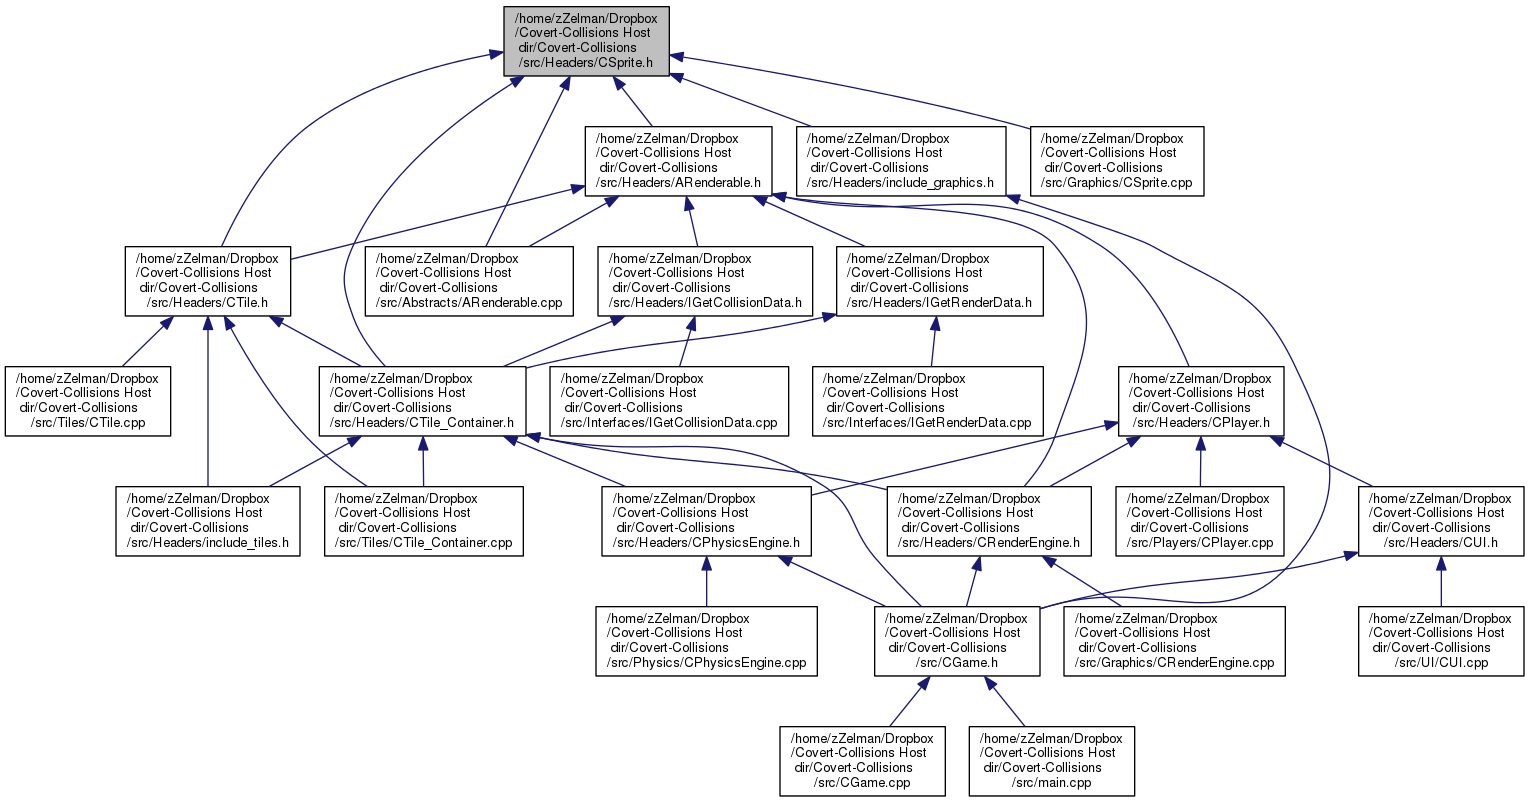 /home/zZelman/Dropbox
/Covert-Collisions Host
dir/Covert-Collisions
/src/Headers/CSprite.h
/home/zZelman/Dropbox
/Covert-Collisions Host
dir/Covert-Collisions
/src/Headers/ARenderable.h
/home/zZelman/Dropbox
/Covert-Collisions Host
dir/Covert-Collisions
/src/Headers/include_graphics.h
/home/zZelman/Dropbox
/Covert-Collisions Host
dir/Covert-Collisions
/src/Graphics/CSprite.cpp
/home/zZelman/Dropbox
/Covert-Collisions Host
dir/Covert-Collisions
/src/Headers/CTile.h
/home/zZelman/Dropbox
/Covert-Collisions Host
dir/Covert-Collisions
/src/Abstracts/ARenderable.cpp
/home/zZelman/Dropbox
/Covert-Collisions Host
dir/Covert-Collisions
/src/Headers/IGetCollisionData.h
/home/zZelman/Dropbox
/Covert-Collisions Host
dir/Covert-Collisions
/src/Headers/IGetRenderData.h
/home/zZelman/Dropbox
/Covert-Collisions Host
dir/Covert-Collisions
/src/Tiles/CTile.cpp
/home/zZelman/Dropbox
/Covert-Collisions Host
dir/Covert-Collisions
/src/Headers/CTile_Container.h
/home/zZelman/Dropbox
/Covert-Collisions Host
dir/Covert-Collisions
/src/Interfaces/IGetCollisionData.cpp
/home/zZelman/Dropbox
/Covert-Collisions Host
dir/Covert-Collisions
/src/Interfaces/IGetRenderData.cpp
/home/zZelman/Dropbox
/Covert-Collisions Host
dir/Covert-Collisions
/src/Headers/CPlayer.h
/home/zZelman/Dropbox
/Covert-Collisions Host
dir/Covert-Collisions
/src/Headers/include_tiles.h
/home/zZelman/Dropbox
/Covert-Collisions Host
dir/Covert-Collisions
/src/Tiles/CTile_Container.cpp
/home/zZelman/Dropbox
/Covert-Collisions Host
dir/Covert-Collisions
/src/Headers/CPhysicsEngine.h
/home/zZelman/Dropbox
/Covert-Collisions Host
dir/Covert-Collisions
/src/Headers/CRenderEngine.h
/home/zZelman/Dropbox
/Covert-Collisions Host
dir/Covert-Collisions
/src/Players/CPlayer.cpp
/home/zZelman/Dropbox
/Covert-Collisions Host
dir/Covert-Collisions
/src/Headers/CUI.h
/home/zZelman/Dropbox
/Covert-Collisions Host
dir/Covert-Collisions
/src/Physics/CPhysicsEngine.cpp
/home/zZelman/Dropbox
/Covert-Collisions Host
dir/Covert-Collisions
/src/CGame.h
/home/zZelman/Dropbox
/Covert-Collisions Host
dir/Covert-Collisions
/src/Graphics/CRenderEngine.cpp
/home/zZelman/Dropbox
/Covert-Collisions Host
dir/Covert-Collisions
/src/UI/CUI.cpp
/home/zZelman/Dropbox
/Covert-Collisions Host
dir/Covert-Collisions
/src/CGame.cpp
/home/zZelman/Dropbox
/Covert-Collisions Host
dir/Covert-Collisions
/src/main.cpp